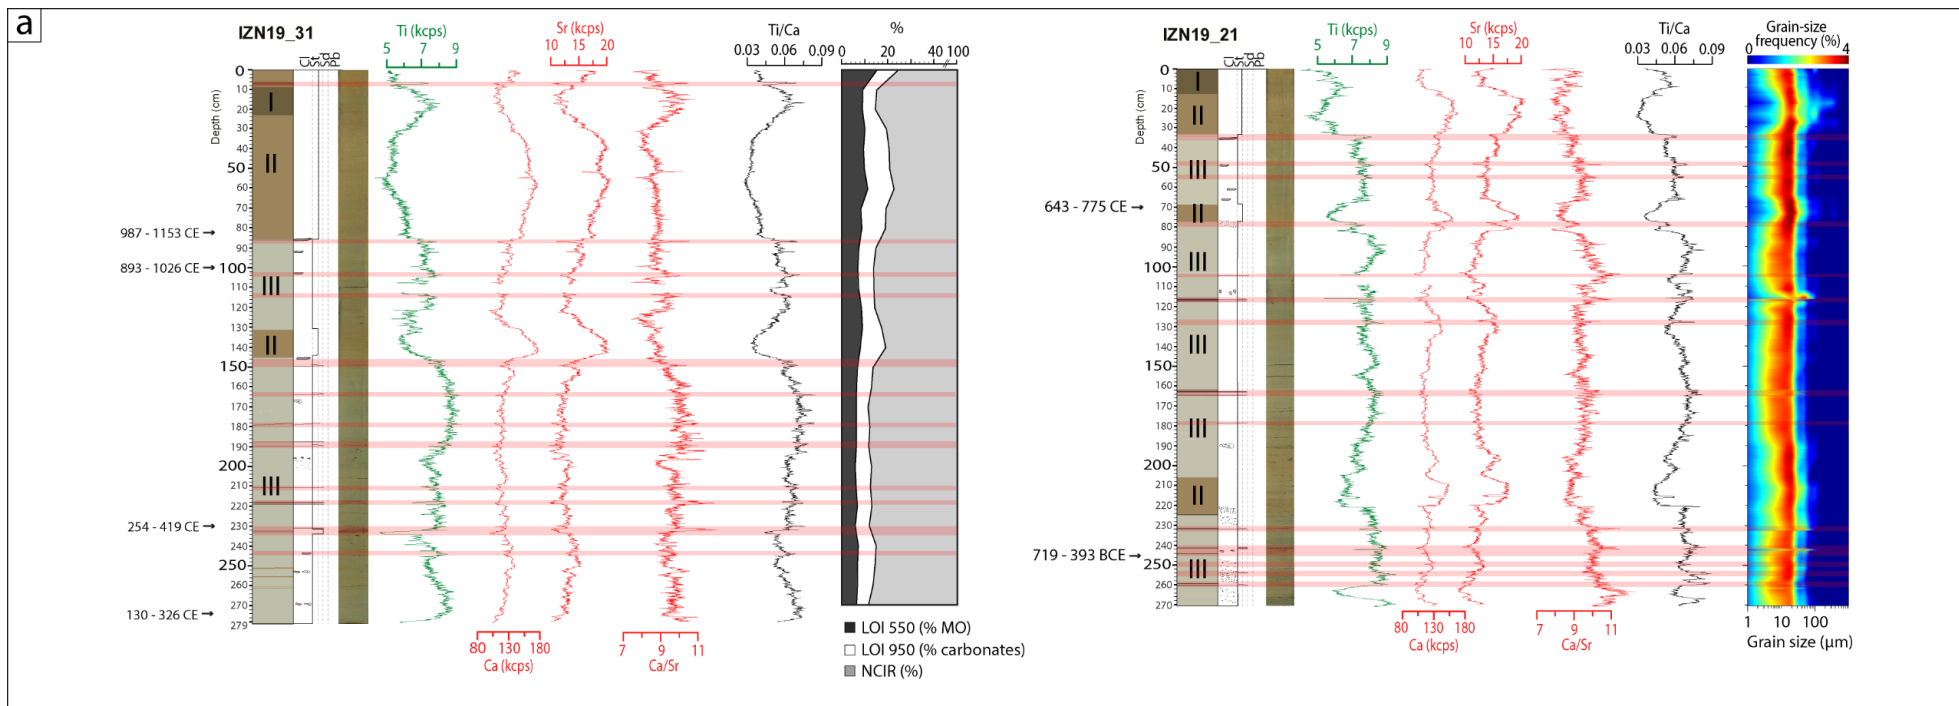 a
IZN19_31
Ti (kcps)
5 7 9
Sr (kcps)
10 15 20
Ti/Ca
0.03 0.06 0.09
%
0 20 40 100
Cl St Sd Pb
Depth (cm)
0
10
20
30
40
50
60
70
80
90
100
110
120
130
140
150
160
170
180
190
200
210
220
230
240
250
260
270
279
I
II
III
II
III
987 - 1153 CE →
893 - 1026 CE →
254 - 419 CE →
130 - 326 CE →
80 130 180
Ca (kcps)
7 9 11
Ca/Sr
LOI 550 (% MO)
LOI 950 (% carbonates)
NCIR (%)
IZN19_21
Ti (kcps)
5 7 9
Sr (kcps)
10 15 20
Ti/Ca
0.03 0.06 0.09
Grain-size
frequency (%)
0 4
Cl St Sd Pb
Depth (cm)
0
10
20
30
40
50
60
70
80
90
100
110
120
130
140
150
160
170
180
190
200
210
220
230
240
250
260
270
I
II
III
II
III
III
III
II
III
643 - 775 CE →
719 - 393 BCE →
80 130 180
Ca (kcps)
7 9 11
Ca/Sr
1 10 100
Grain size (μm)